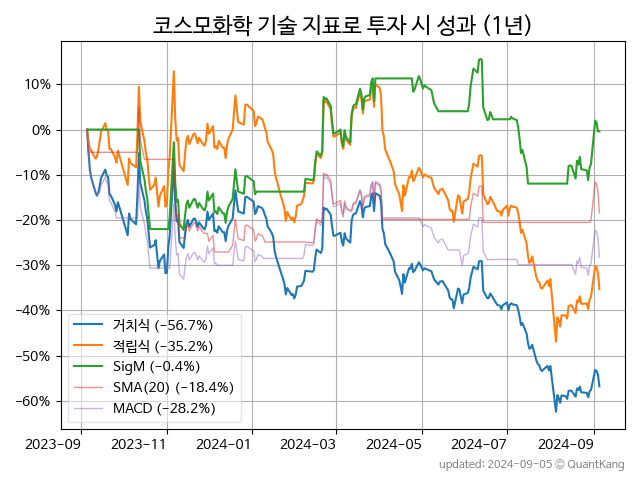 코스모화학 기술 지표로 투자 시 성과 (1년)
10%
0%
−10%
−20%
−30%
−40%
−50%
−60%
거치식 (−56.7%)
적립식 (−35.2%)
SigM (−0.4%)
SMA(20) (−18.4%)
MACD (−28.2%)
2023-09 2023-11 2024-01 2024-03 2024-05 2024-07 2024-09
updated: 2024-09-05 © QuantKang